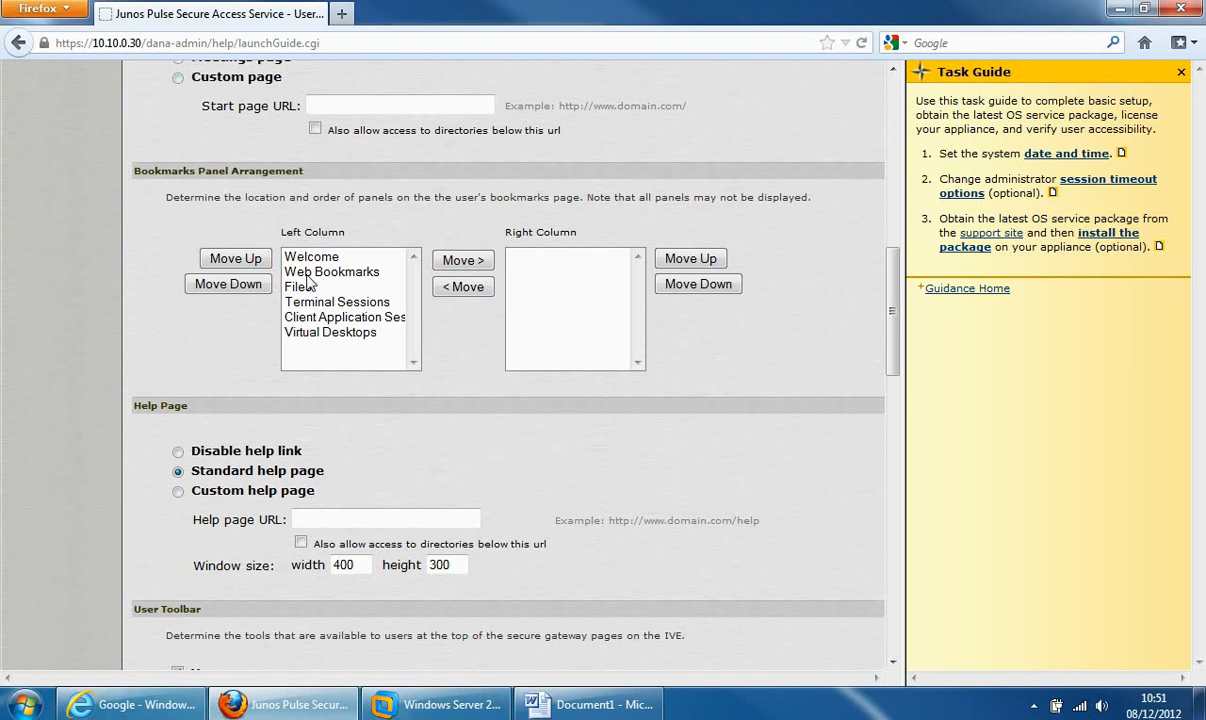 Firefox
Junos Pulse Secure Access Service - User...
https://10.10.0.30/dana-admin/help/launchGuide.cgi
Google
Custom page
Start page URL:
Example: http://www.domain.com/
Also allow access to directories below this url
Bookmarks Panel Arrangement
Determine the location and order of panels on the the user's bookmarks page. Note that all panels may not be displayed.
Left Column
Right Column
Move Up
Move Down
Welcome
Web Bookmarks
Files
Terminal Sessions
Client Application Ses
Virtual Desktops
Move >
< Move
Move Up
Move Down
Help Page
Disable help link
Standard help page
Custom help page
Help page URL:
Example: http://www.domain.com/help
Also allow access to directories below this url
Window size: width 400 height 300
User Toolbar
Determine the tools that are available to users at the top of the secure gateway pages on the IVE.
Task Guide
Use this task guide to complete basic setup,
obtain the latest OS service package, license
your appliance, and verify user accessibility.
1. Set the system date and time.
2. Change administrator session timeout
options (optional).
3. Obtain the latest OS service package from
the support site and then install the
package on your appliance (optional).
Guidance Home
Google - Window...
Junos Pulse Secur...
Windows Server 2...
Document1 - Mic...
10:51
08/12/2012